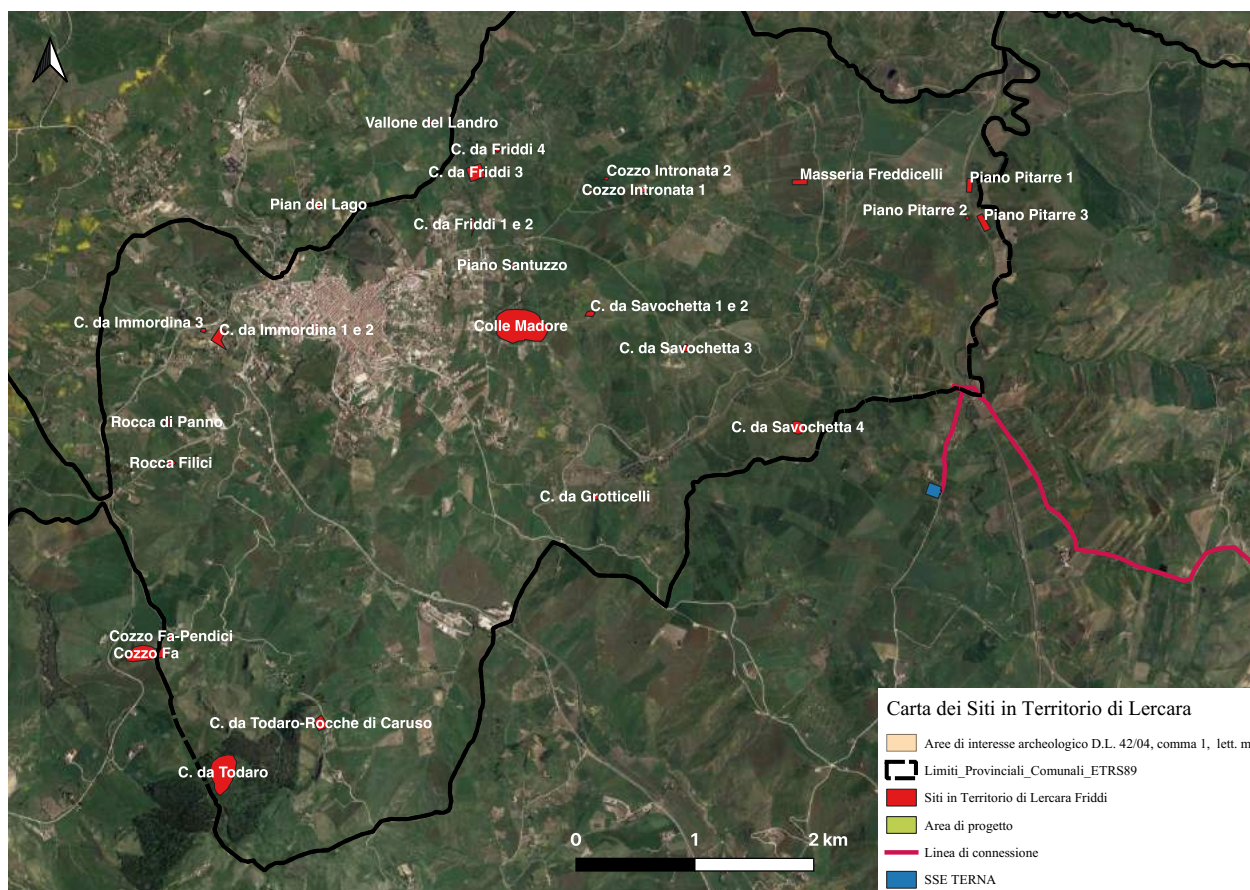 Vallone del Landro
C. da Friddi 4
C. da Friddi 3
Cozzo Intronata 2
Cozzo Intronata 1
Masseria Freddicelli
Piano Pitarre 1
Pian del Lago
Piano Pitarre 2
Piano Pitarre 3
C. da Friddi 1 e 2
Piano Santuzzo
C. da Savochetta 1 e 2
C. da Immordina 3
C. da Immordina 1 e 2
Colle Madore
C. da Savochetta 3
Rocca di Panno
C. da Savochetta 4
Rocca Filici
C. da Grotticelli
Cozzo Fa-Pendici
Cozzo Fa
C. da Todaro-Rocche di Caruso
C. da Todaro
0 1 2 km
Carta dei Siti in Territorio di Lercara
Aree di interesse archeologico D.L. 42/04, comma 1, lett. m
Limiti_Provinciali_Comunali_ETRS89
Siti in Territorio di Lercara Friddi
Area di progetto
Linea di connessione
SSE TERNA